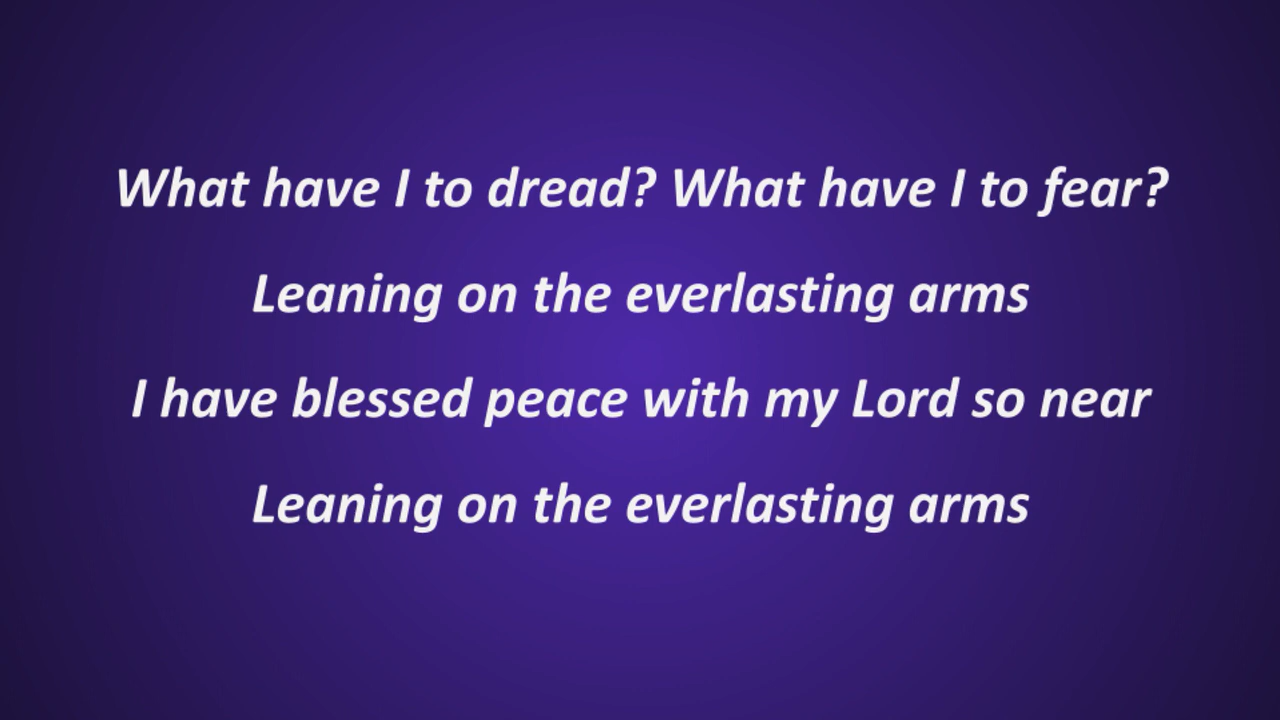 What have I to dread? What have I to fear?
Leaning on the everlasting arms
I have blessed peace with my Lord so near
Leaning on the everlasting arms